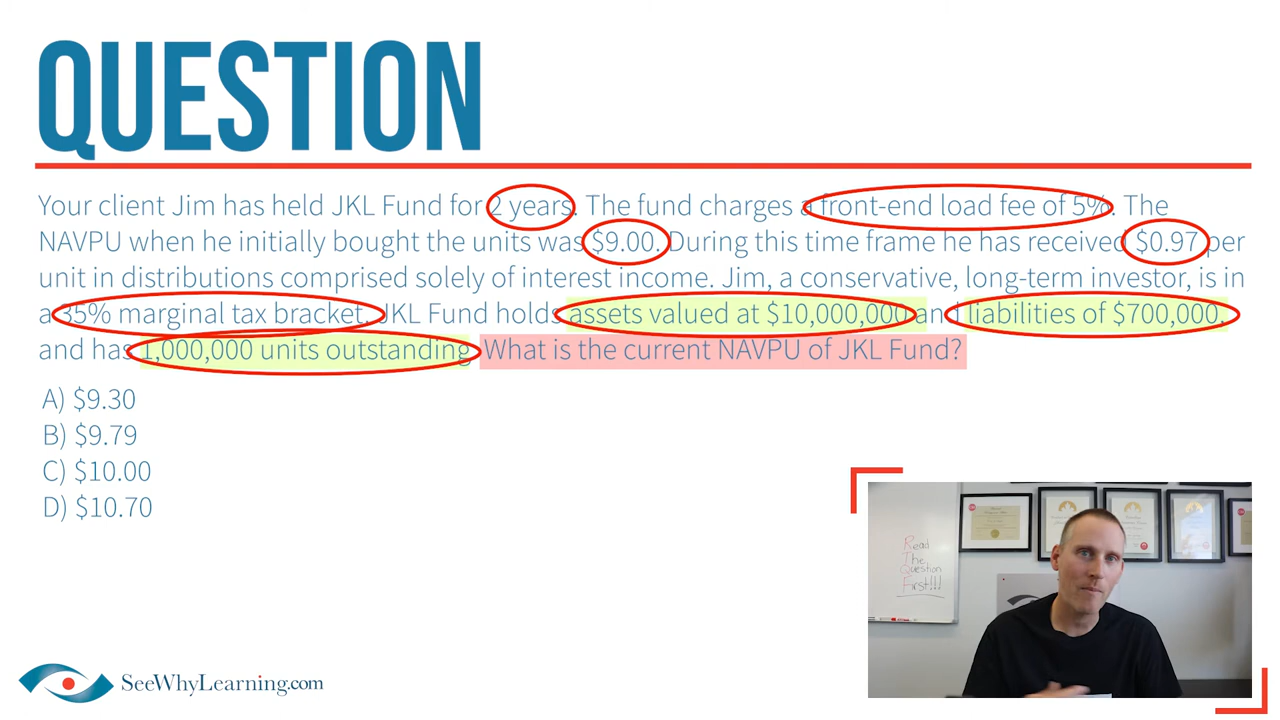 QUESTION
Your client Jim has held JKL Fund for 2 years. The fund charges a front-end load fee of 5%. The
NAVPU when he initially bought the units was $9.00. During this time frame he has received $0.97 per
unit in distributions comprised solely of interest income. Jim, a conservative, long-term investor, is in
a 35% marginal tax bracket. JKL Fund holds assets valued at $10,000,000 and liabilities of $700,000,
and has 1,000,000 units outstanding. What is the current NAVPU of JKL Fund?
A) $9.30
B) $9.79
C) $10.00
D) $10.70
Read
The
Question
First!!!
SeeWhyLearning.com